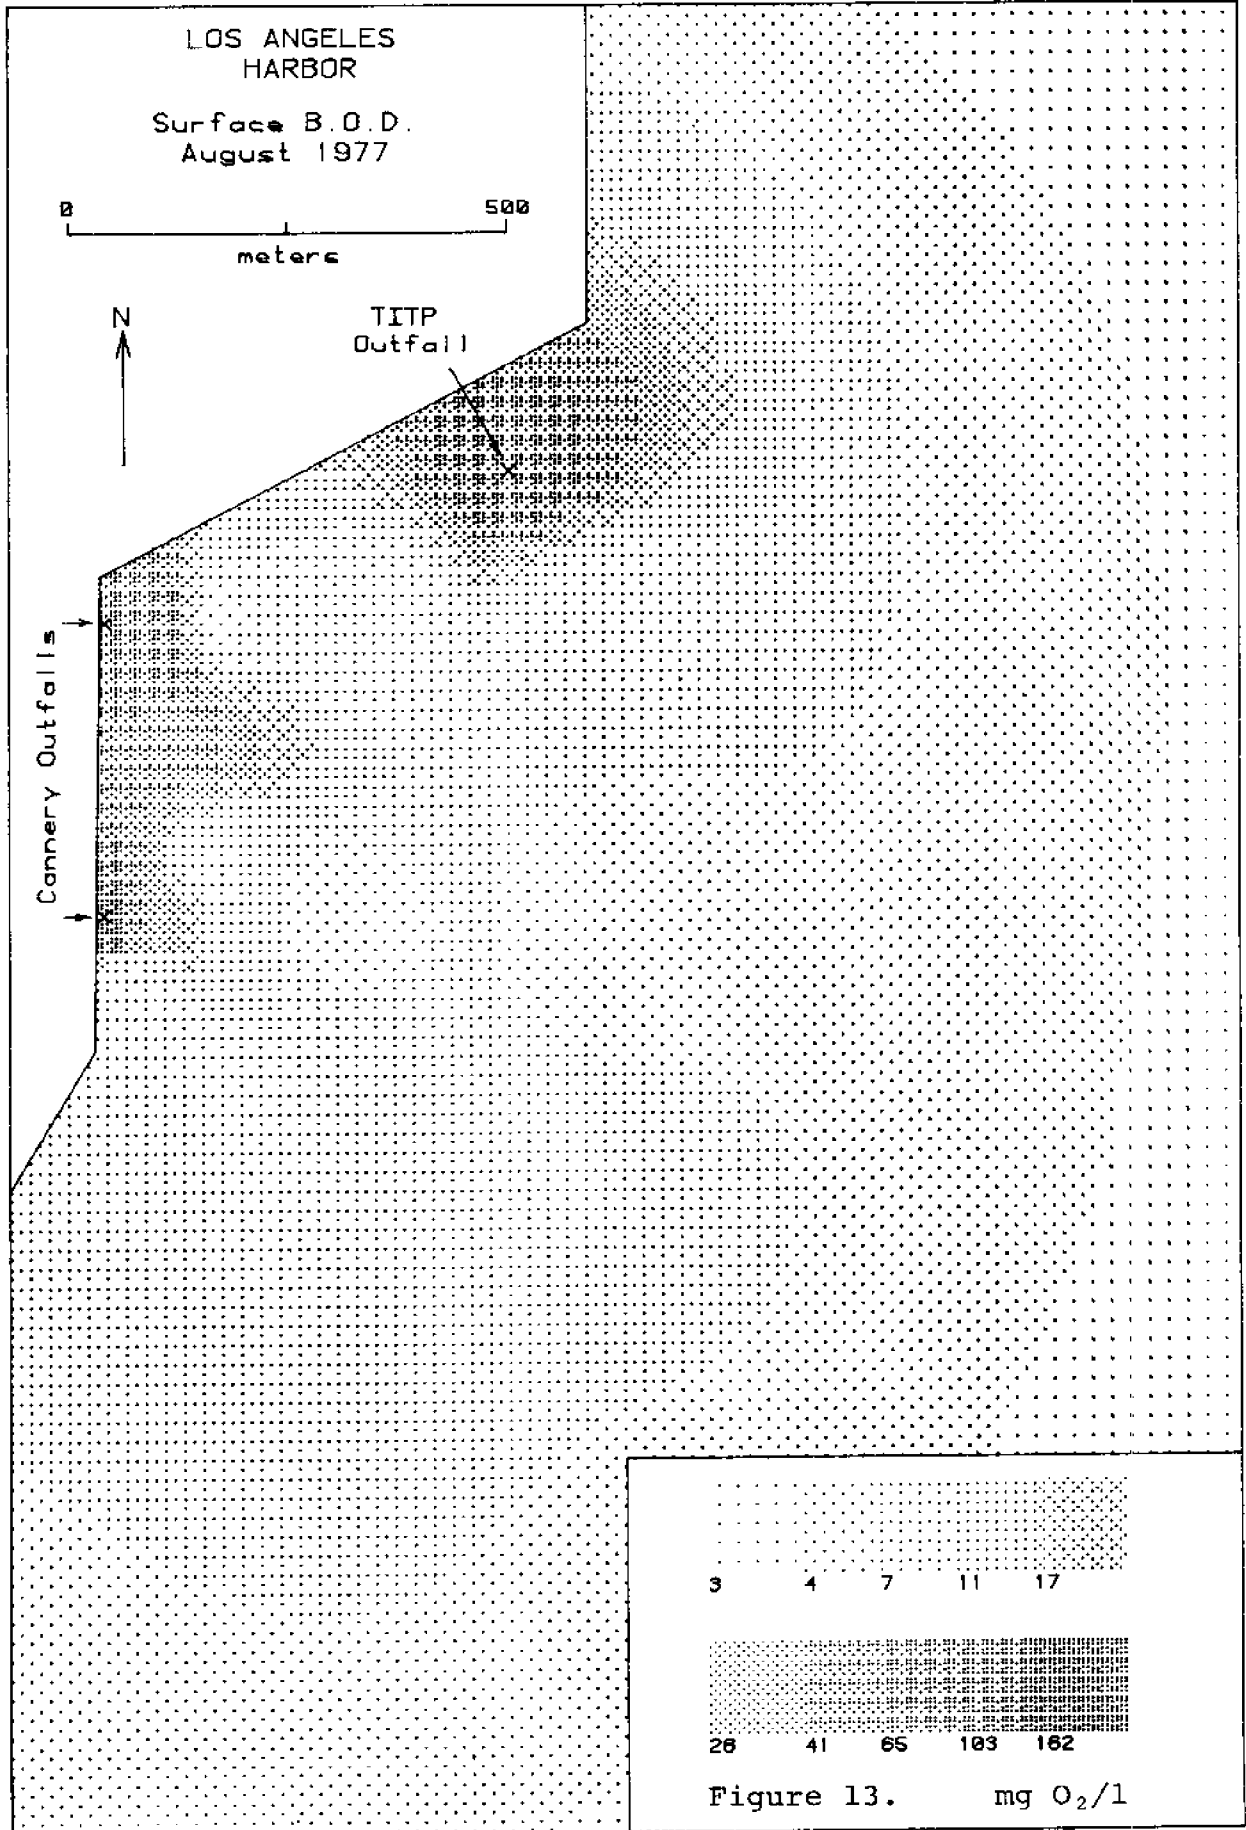 LOS ANGELES
HARBOR
Surface B.O.D.
August 1977
0 500
meters
N
TITP
Outfall
Cannery Outfalls
3 4 7 11 17
26 41 65 103 162
Figure 13. mg O₂/l